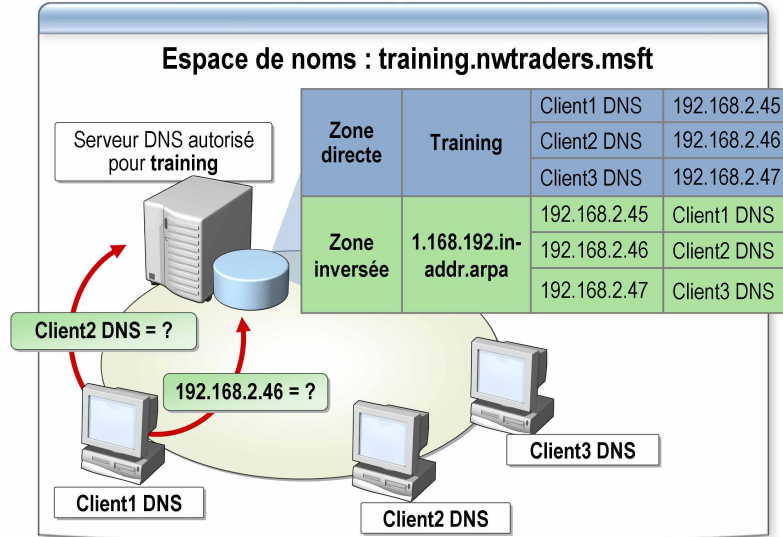 Espace de noms : training.nwtraders.msft
Serveur DNS autorisé
pour training
Zone
directe
Training
Client1 DNS 192.168.2.45
Client2 DNS 192.168.2.46
Client3 DNS 192.168.2.47
Zone
inversée
1.168.192.in-
addr.arpa
192.168.2.45 Client1 DNS
192.168.2.46 Client2 DNS
192.168.2.47 Client3 DNS
Client2 DNS = ?
192.168.2.46 = ?
Client3 DNS
Client1 DNS
Client2 DNS